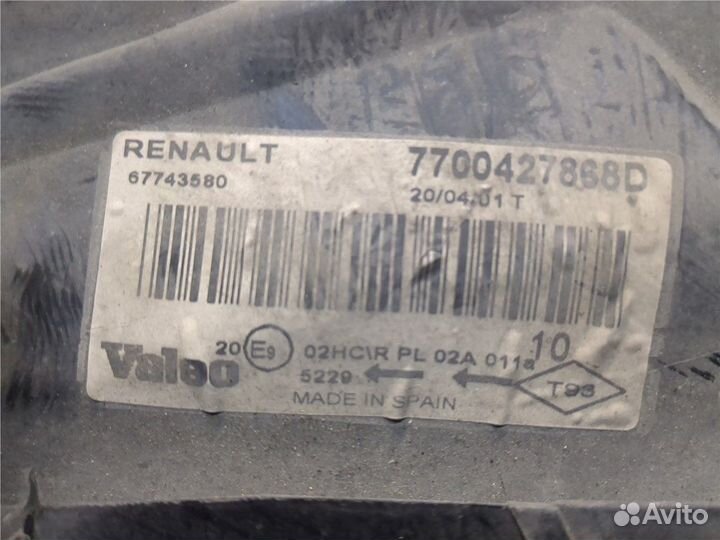 RENAULT 7700427868D
67743580 20/04/01 T
Valeo 20 E9 02HC\R PL 02A 011a 10
5229 T93
MADE IN SPAIN
Avito